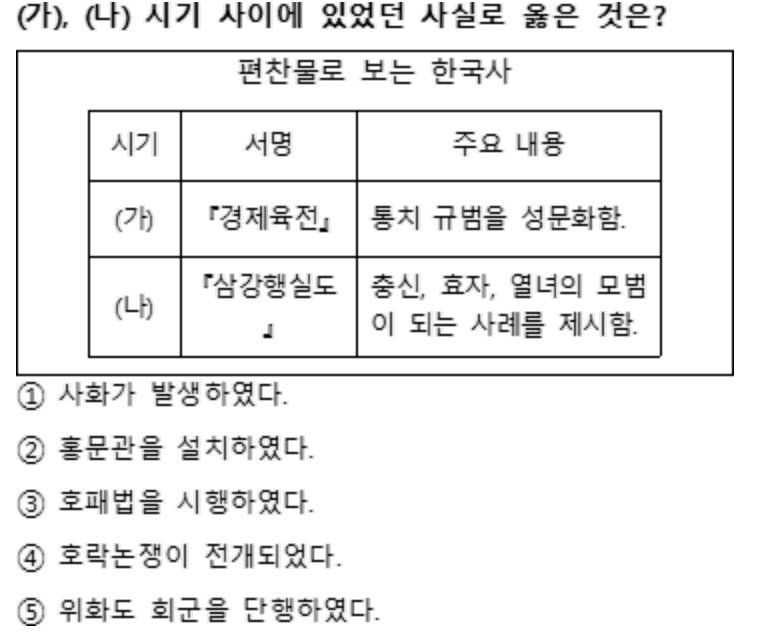 (가), (나) 시기 사이에 있었던 사실로 옳은 것은?
편찬물로 보는 한국사
시기 서명 주요 내용
(가) 『경제육전』 통치 규범을 성문화함.
(나) 『삼강행실도
』 충신, 효자, 열녀의 모범
이 되는 사례를 제시함.
① 사화가 발생하였다.
② 홍문관을 설치하였다.
③ 호패법을 시행하였다.
④ 호락논쟁이 전개되었다.
⑤ 위화도 회군을 단행하였다.